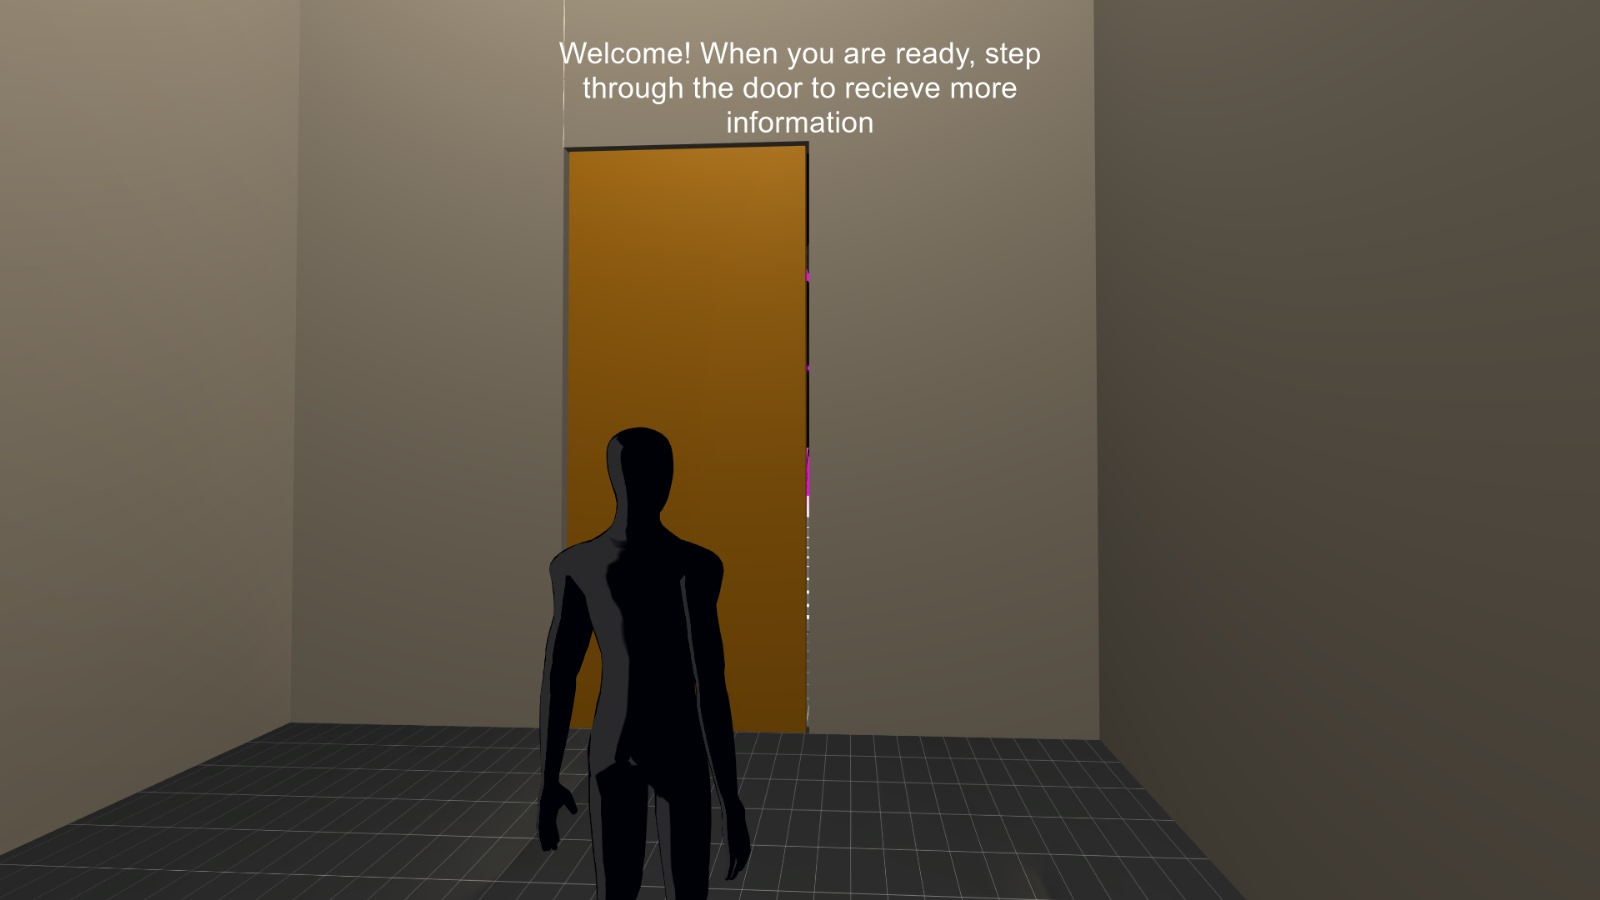 Welcome! When you are ready, step
through the door to recieve more
information